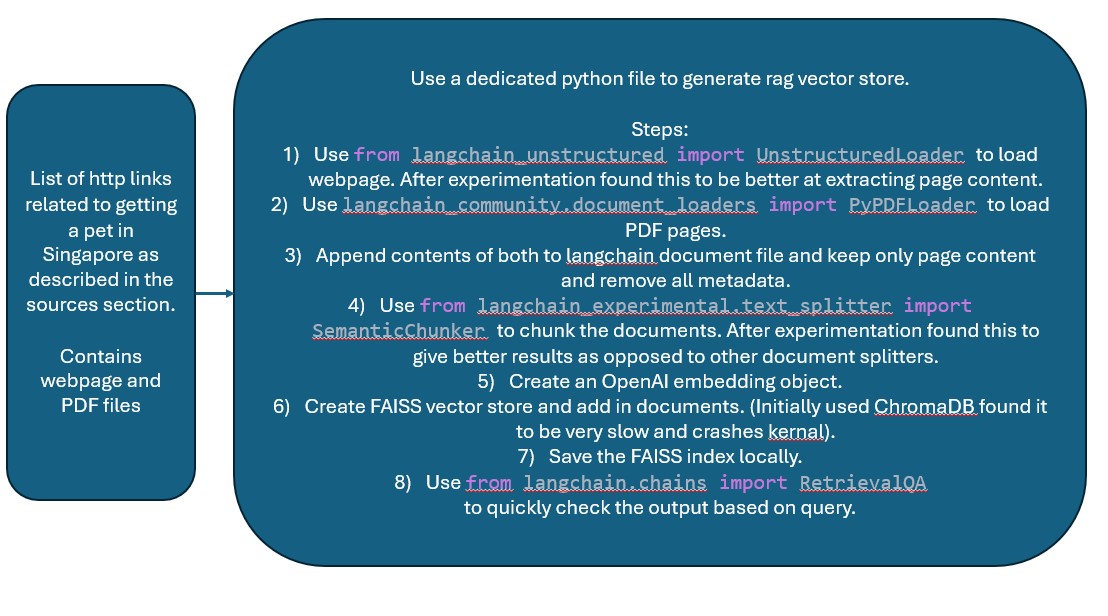 List of http links
related to getting
a pet in
Singapore as
described in the
sources section.
Contains
webpage and
PDF files
Use a dedicated python file to generate rag vector store.
Steps:
1) Use from langchain_unstructured import UnstructuredLoader to load
webpage. After experimentation found this to be better at extracting page content.
2) Use langchain_community.document_loaders import PyPDFLoader to load
PDF pages.
3) Append contents of both to langchain document file and keep only page content
and remove all metadata.
4) Use from langchain_experimental.text_splitter import
SemanticChunker to chunk the documents. After experimentation found this to
give better results as opposed to other document splitters.
5) Create an OpenAI embedding object.
6) Create FAISS vector store and add in documents. (Initially used ChromaDB found it
to be very slow and crashes kernal).
7) Save the FAISS index locally.
8) Use from langchain.chains import RetrievalQA
to quickly check the output based on query.